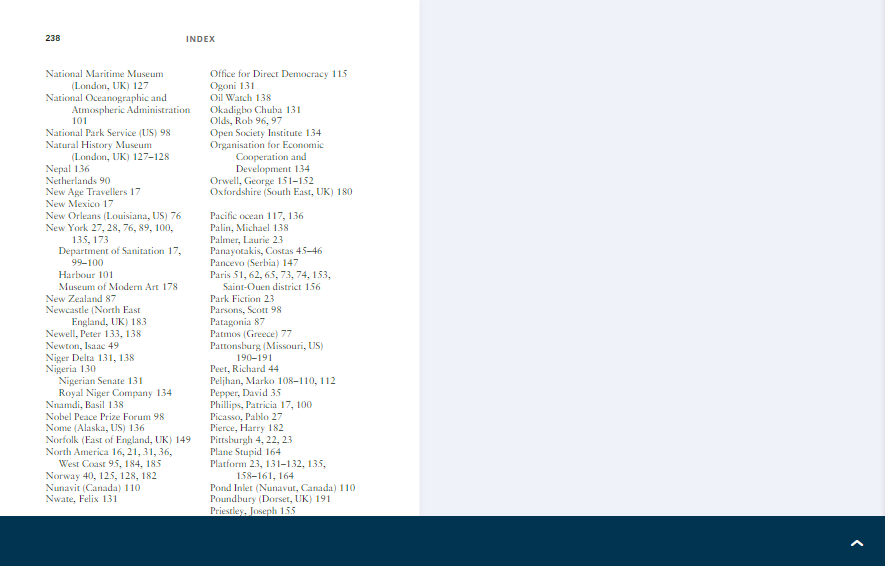 238
INDEX
National Maritime Museum
(London, UK) 127
National Oceanographic and
Atmospheric Administration
101
National Park Service (US) 98
Natural History Museum
(London, UK) 127–128
Nepal 136
Netherlands 90
New Age Travellers 17
New Mexico 17
New Orleans (Louisiana, US) 76
New York 27, 28, 76, 89, 100,
135, 173
Department of Sanitation 17,
99–100
Harbour 101
Museum of Modern Art 178
New Zealand 87
Newcastle (North East
England, UK) 183
Newell, Peter 133, 138
Newton, Isaac 49
Niger Delta 131, 138
Nigeria 130
Nigerian Senate 131
Royal Niger Company 134
Nnamdi, Basil 138
Nobel Peace Prize Forum 98
Nome (Alaska, US) 136
Norfolk (East of England, UK) 149
North America 16, 21, 31, 36,
West Coast 95, 184, 185
Norway 40, 125, 128, 182
Nunavit (Canada) 110
Nwate, Felix 131
Office for Direct Democracy 115
Ogoni 131
Oil Watch 138
Okadigbo Chuba 131
Olds, Rob 96, 97
Open Society Institute 134
Organisation for Economic
Cooperation and
Development 134
Orwell, George 151–152
Oxfordshire (South East, UK) 180
Pacific ocean 117, 136
Palin, Michael 138
Palmer, Laurie 23
Panayotakis, Costas 45–46
Pancevo (Serbia) 147
Paris 51, 62, 65, 73, 74, 153,
Saint-Ouen district 156
Park Fiction 23
Parsons, Scott 98
Patagonia 87
Patmos (Greece) 77
Pattonsburg (Missouri, US)
190–191
Peet, Richard 44
Peljhan, Marko 108–110, 112
Pepper, David 35
Phillips, Patricia 17, 100
Picasso, Pablo 27
Pierce, Harry 182
Pittsburgh 4, 22, 23
Plane Stupid 164
Platform 23, 131–132, 135,
158–161, 164
Pond Inlet (Nunavut, Canada) 110
Poundbury (Dorset, UK) 191
Priestley, Joseph 155